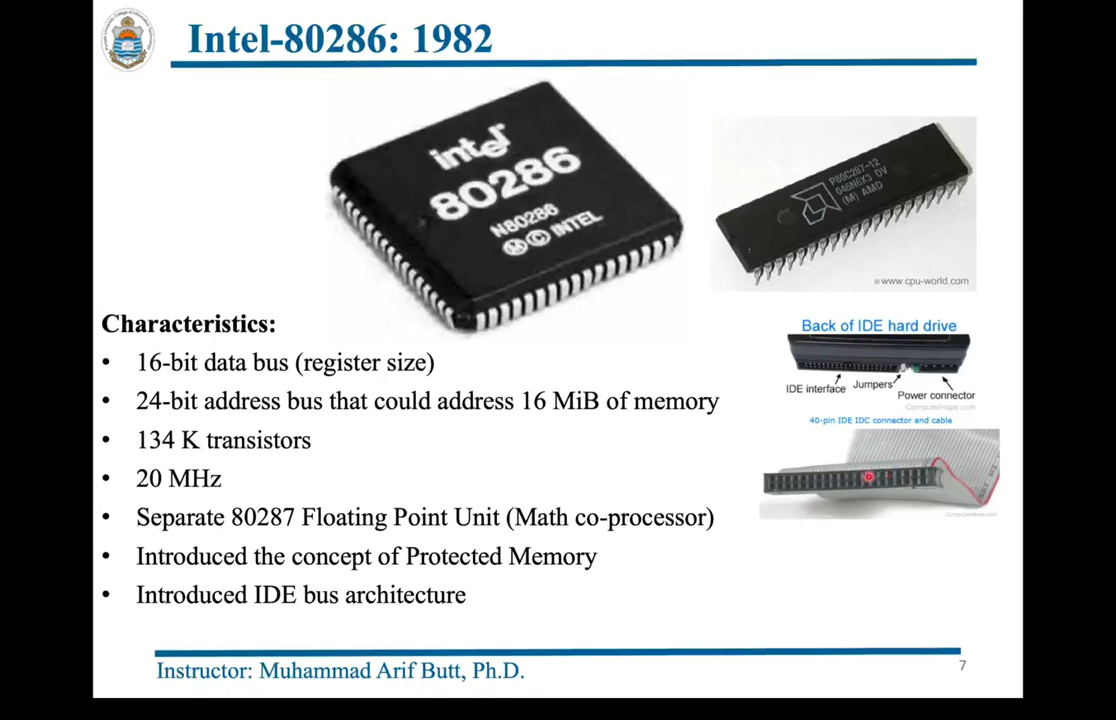 Intel-80286: 1982
intel
80286
N80286
M C INTEL
P80C287-12
(M) AMD
www.cpu-world.com
Characteristics:
• 16-bit data bus (register size)
• 24-bit address bus that could address 16 MiB of memory
• 134 K transistors
• 20 MHz
• Separate 80287 Floating Point Unit (Math co-processor)
• Introduced the concept of Protected Memory
• Introduced IDE bus architecture
Back of IDE hard drive
IDE interface Jumpers Power connector
ComputerHope.com
40-pin IDE IDC connector and cable
Instructor: Muhammad Arif Butt, Ph.D.
7